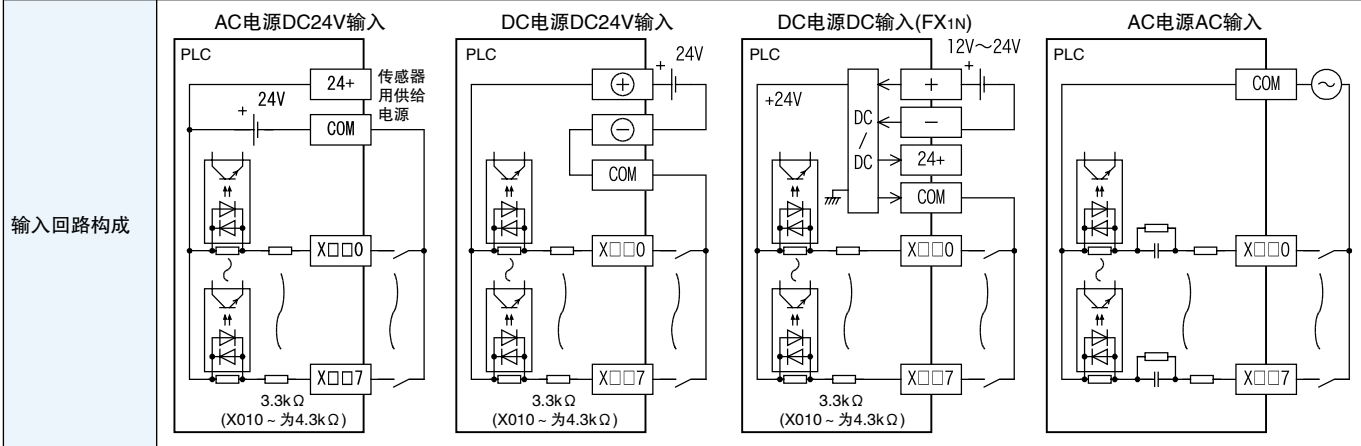 输入回路构成
AC电源DC24V输入
PLC
24+
传感器
用供给
电源
+
24V
COM
X□□0
X□□7
3.3kΩ
(X010～为4.3kΩ)
DC电源DC24V输入
PLC
+
24V
⊕
⊖
COM
X□□0
X□□7
3.3kΩ
(X010～为4.3kΩ)
DC电源DC输入(FX1N)
PLC
12V～24V
+
+24V
DC
/
DC
+
−
24+
COM
X□□0
X□□7
3.3kΩ
(X010～为4.3kΩ)
AC电源AC输入
PLC
COM
X□□0
X□□7